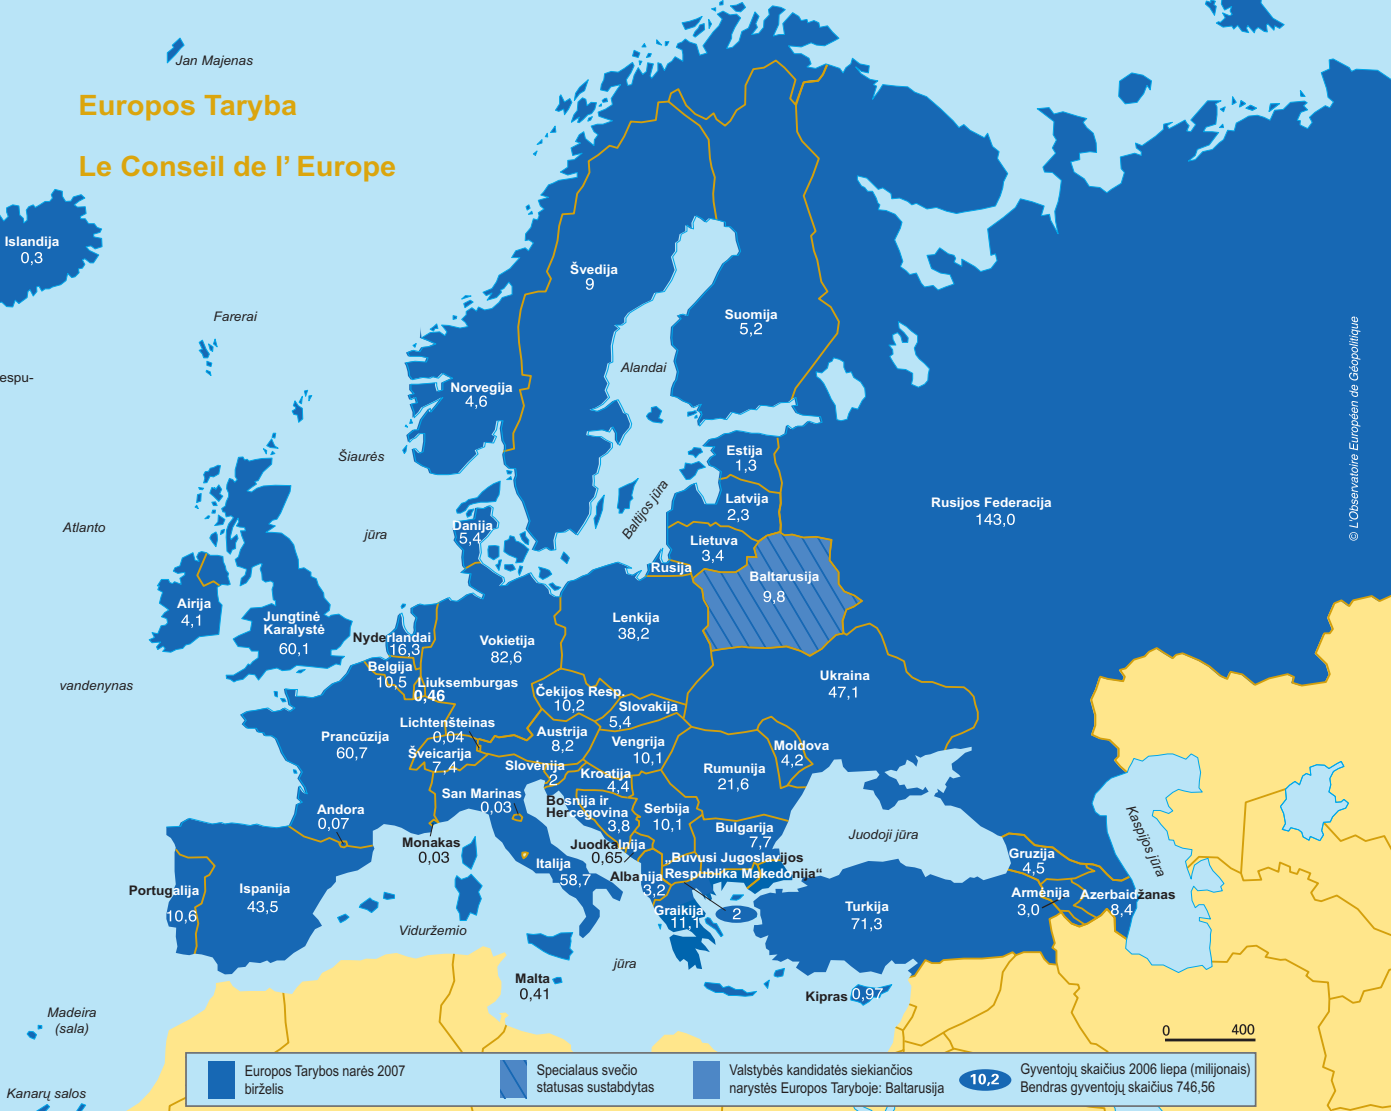 Jan Majenas
Europos Taryba
Le Conseil de l’ Europe
Islandija
0,3
Švedija
9
Farerai
Suomija
5,2
espu-
Alandai
Norvegija
4,6
Šiaurės
jūra
Baltijos jūra
Estija
1,3
Latvija
2,3
Rusijos Federacija
143,0
© L'Observatoire Européen de Géopolitique
Atlanto
vandenynas
Danija
5,4
Lietuva
3,4
Rusija
Baltarusija
9,8
Airija
4,1
Jungtinė
Karalystė
60,1
Nyderlandai
16,3
Belgija
10,5
Liuksemburgas
0,46
Vokietija
82,6
Lenkija
38,2
Ukraina
47,1
Čekijos Resp.
10,2
Slovakija
5,4
Lichtenšteinas
0,04
Austrija
8,2
Prancūzija
60,7
Šveicarija
7,4
Vengrija
10,1
Moldova
4,2
Slovėnija
2
Kroatija
4,4
Rumunija
21,6
San Marinas
0,03
Bosnija ir
Hercegovina
3,8
Serbija
10,1
Andora
0,07
Monakas
0,03
Bulgarija
7,7
Juodoji jūra
Kaspijos jūra
Juodkalnija
0,65
„Buvusi Jugoslavijos
Respublika Makedonija“
2
Gruzija
4,5
Italija
58,7
Albanija
3,2
Portugalija
10,6
Ispanija
43,5
Armėnija
3,0
Azerbaidžanas
8,4
Graikija
11,1
Turkija
71,3
Viduržemio
jūra
Malta
0,41
Kipras 0,97
Madeira
(sala)
0 400
Kanarų salos
Europos Tarybos narės 2007
birželis
Specialaus svečio
statusas sustabdytas
Valstybės kandidatės siekiančios
narystės Europos Taryboje: Baltarusija
10,2
Gyventojų skaičius 2006 liepa (milijonais)
Bendras gyventojų skaičius 746,56